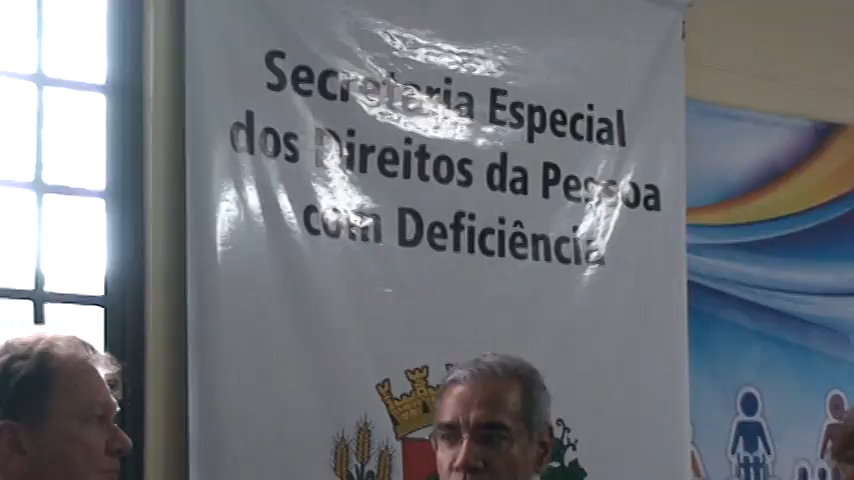 Secretaria Especial
dos Direitos da Pessoa
com Deficiência